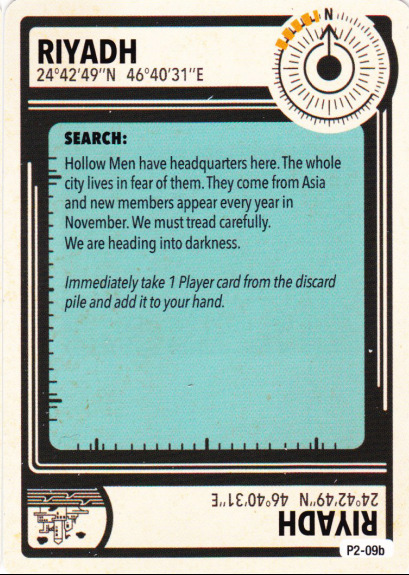 RIYADH
24°42'49"N 46°40'31"E
N
SEARCH:
Hollow Men have headquarters here. The whole
city lives in fear of them. They come from Asia
and new members appear every year in
November. We must tread carefully.
We are heading into darkness.
Immediately take 1 Player card from the discard
pile and add it to your hand.
RIYADH
24°42'49"N 46°40'31"E
P2-09b